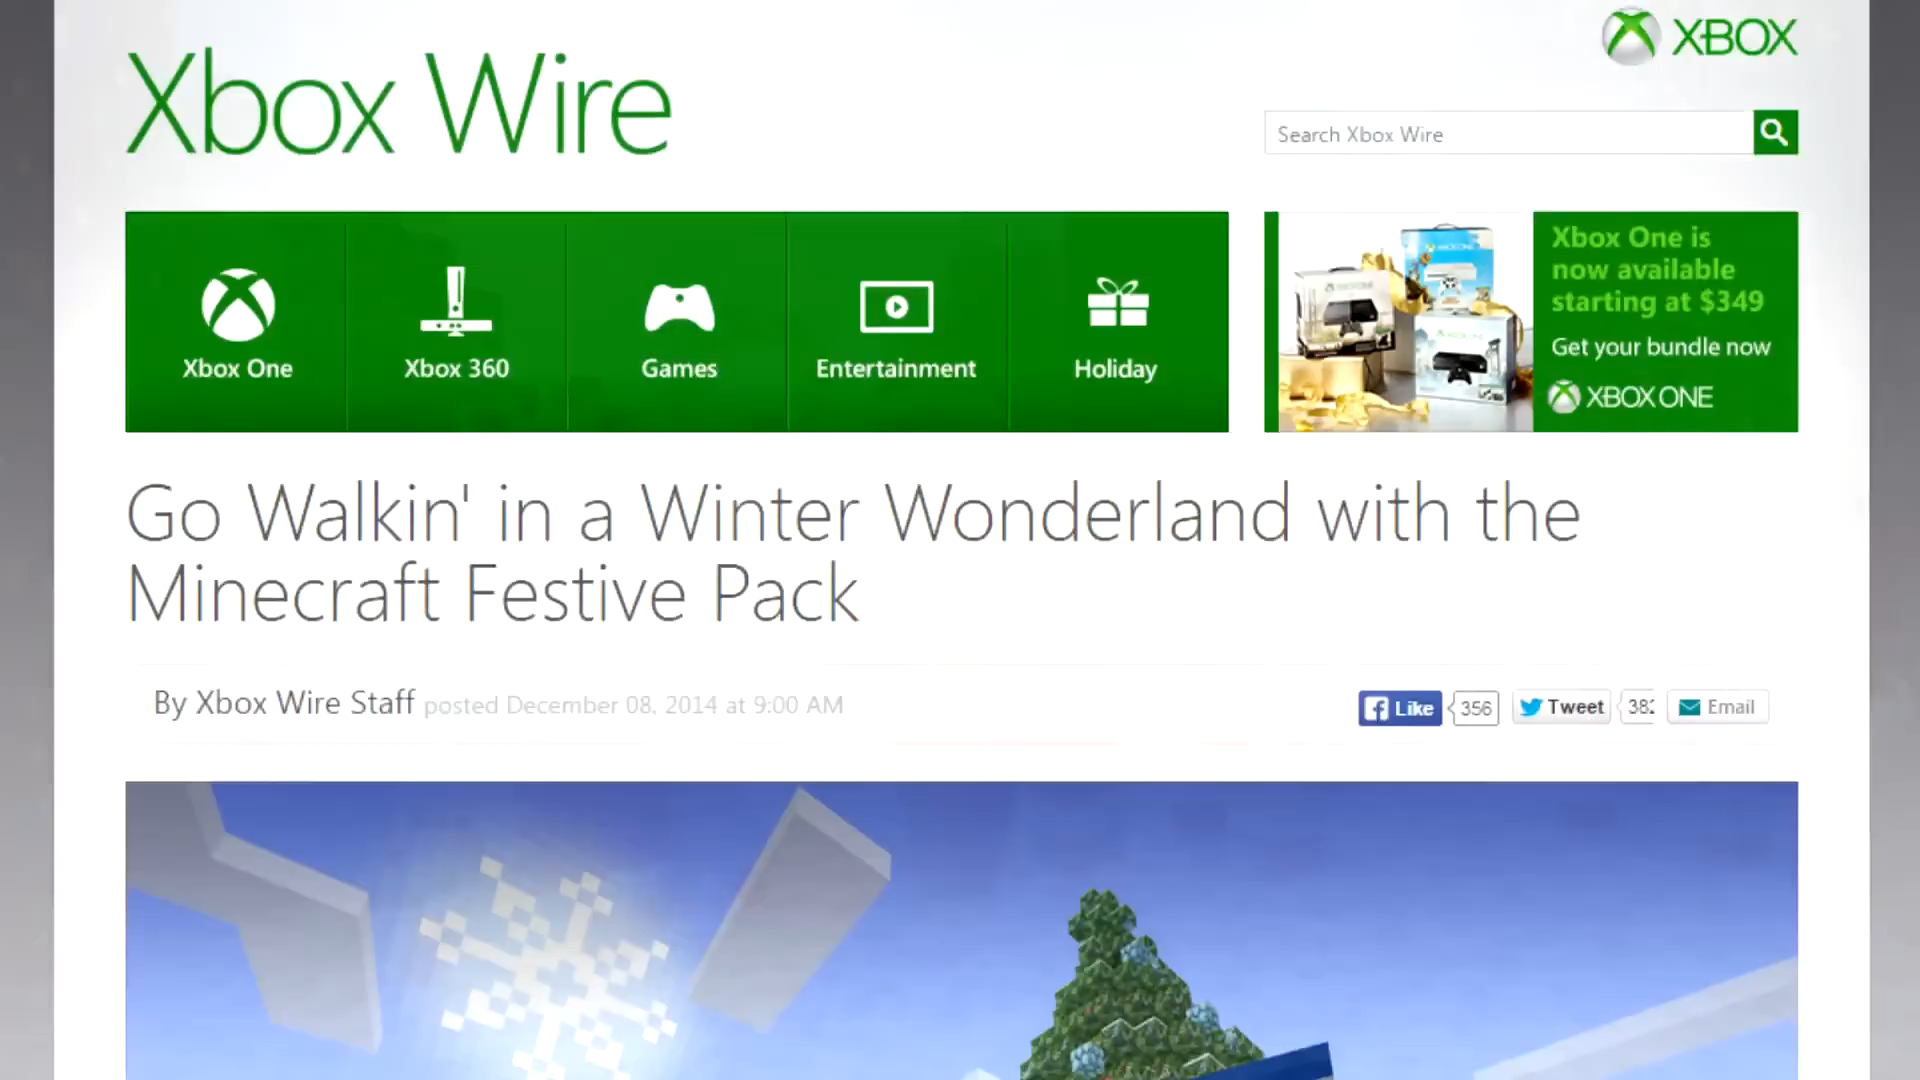 XBOX
Xbox Wire
Search Xbox Wire
Xbox One
Xbox 360
Games
Entertainment
Holiday
Xbox One is
now available
starting at $349
Get your bundle now
XBOX ONE
Go Walkin' in a Winter Wonderland with the
Minecraft Festive Pack
By Xbox Wire Staff posted December 08, 2014 at 9:00 AM
Like 356 Tweet 382 Email